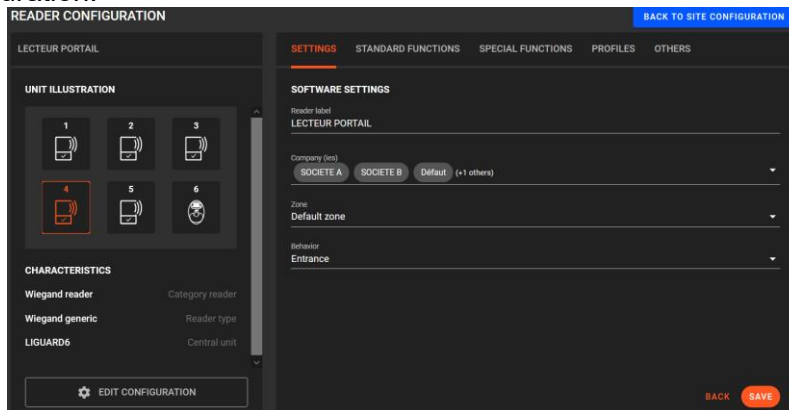 READER CONFIGURATION
BACK TO SITE CONFIGURATION
LECTEUR PORTAIL
UNIT ILLUSTRATION
1 2 3
4 5 6
CHARACTERISTICS
Wiegand reader Category reader
Wiegand generic Reader type
LIGUARD6 Central unit
EDIT CONFIGURATION
SETTINGS STANDARD FUNCTIONS SPECIAL FUNCTIONS PROFILES OTHERS
SOFTWARE SETTINGS
Reader label
LECTEUR PORTAIL
Company (ies)
SOCIETE A SOCIETE B Défaut (+1 others)
Zone
Default zone
Behavior
Entrance
BACK SAVE